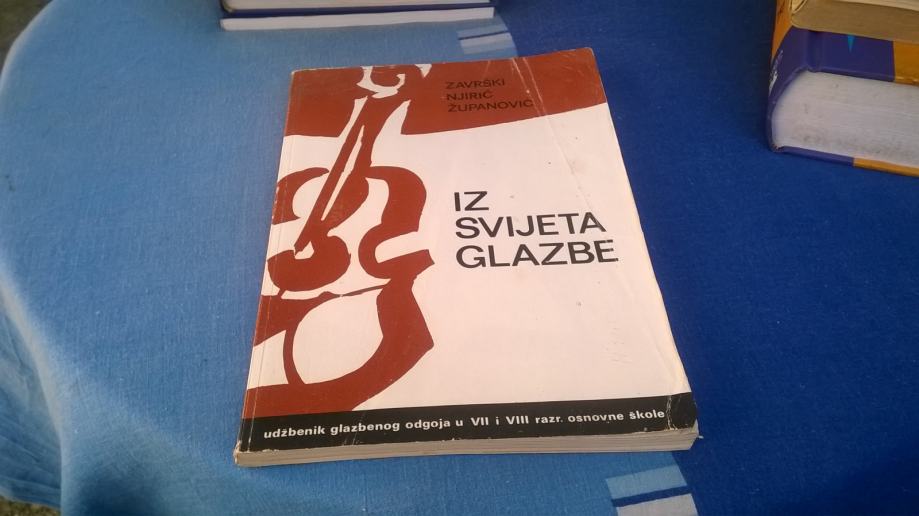 ZAVRŠKI
NJIRIĆ
ŽUPANOVIĆ
IZ
SVIJETA
GLAZBE
udžbenik glazbenog odgoja u VII i VIII razr. osnovne škole